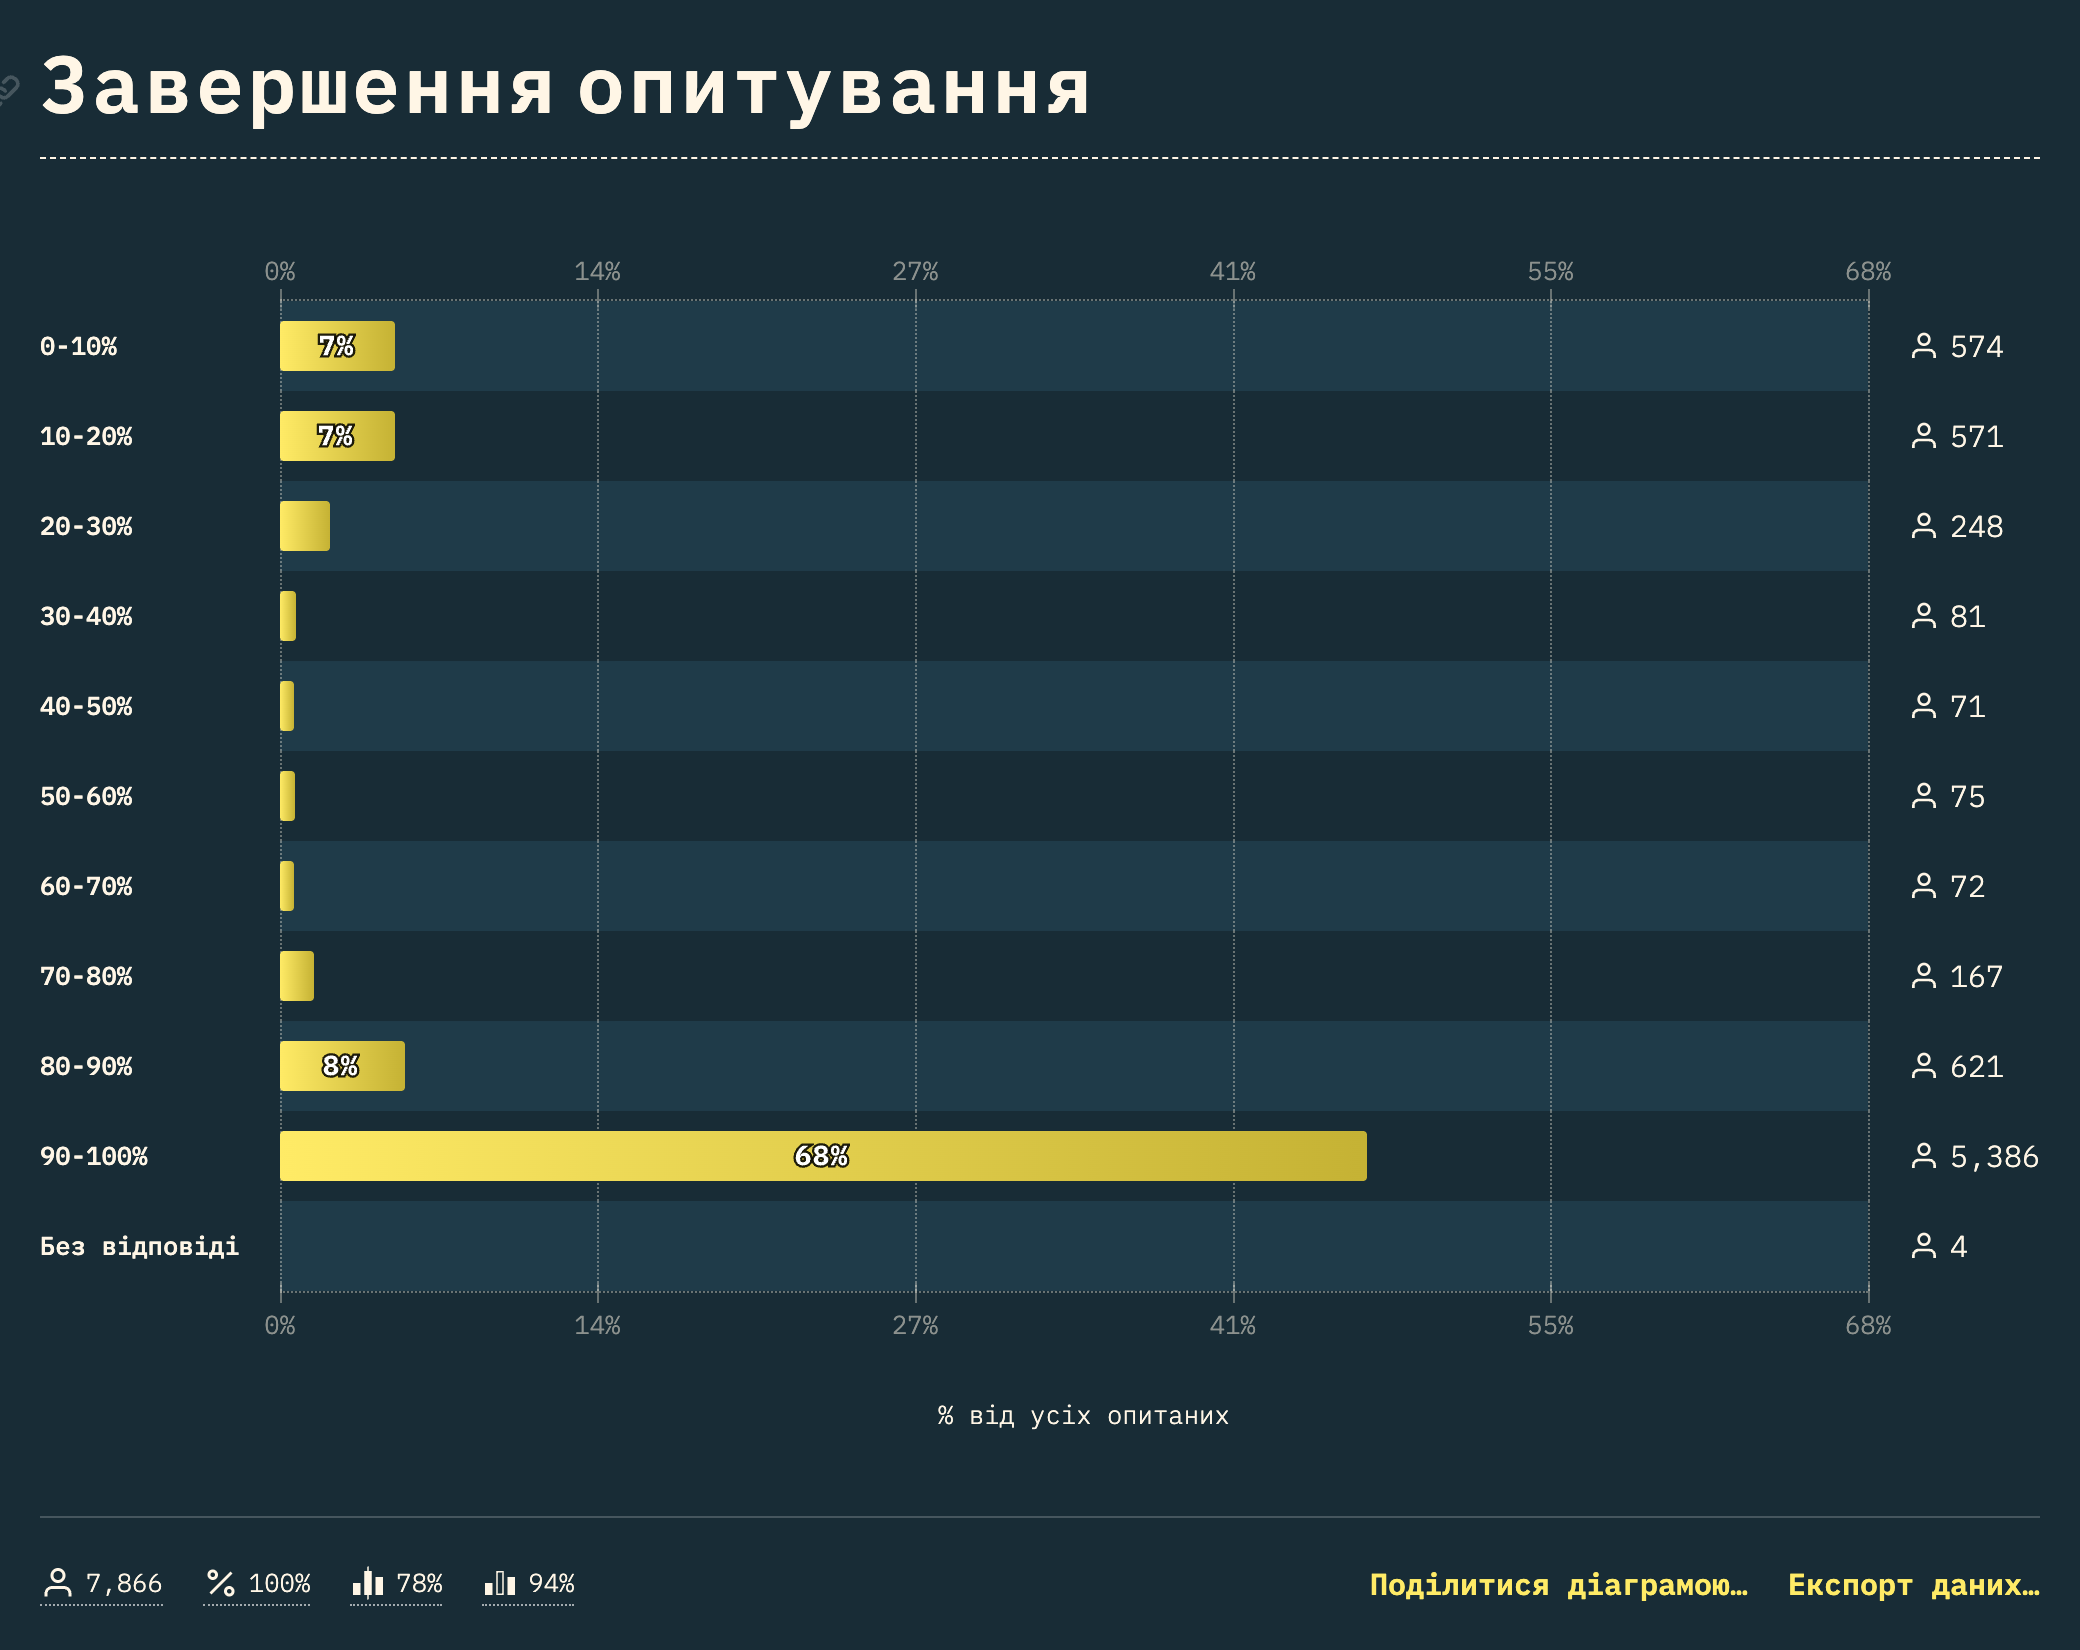 Завершення опитування
0% 14% 27% 41% 55% 68%
0-10% 7% 574
10-20% 7% 571
20-30% 248
30-40% 81
40-50% 71
50-60% 75
60-70% 72
70-80% 167
80-90% 8% 621
90-100% 68% 5,386
Без відповіді 4
0% 14% 27% 41% 55% 68%
% від усіх опитаних
7,866 100% 78% 94% Поділитися діаграмою… Експорт даних…